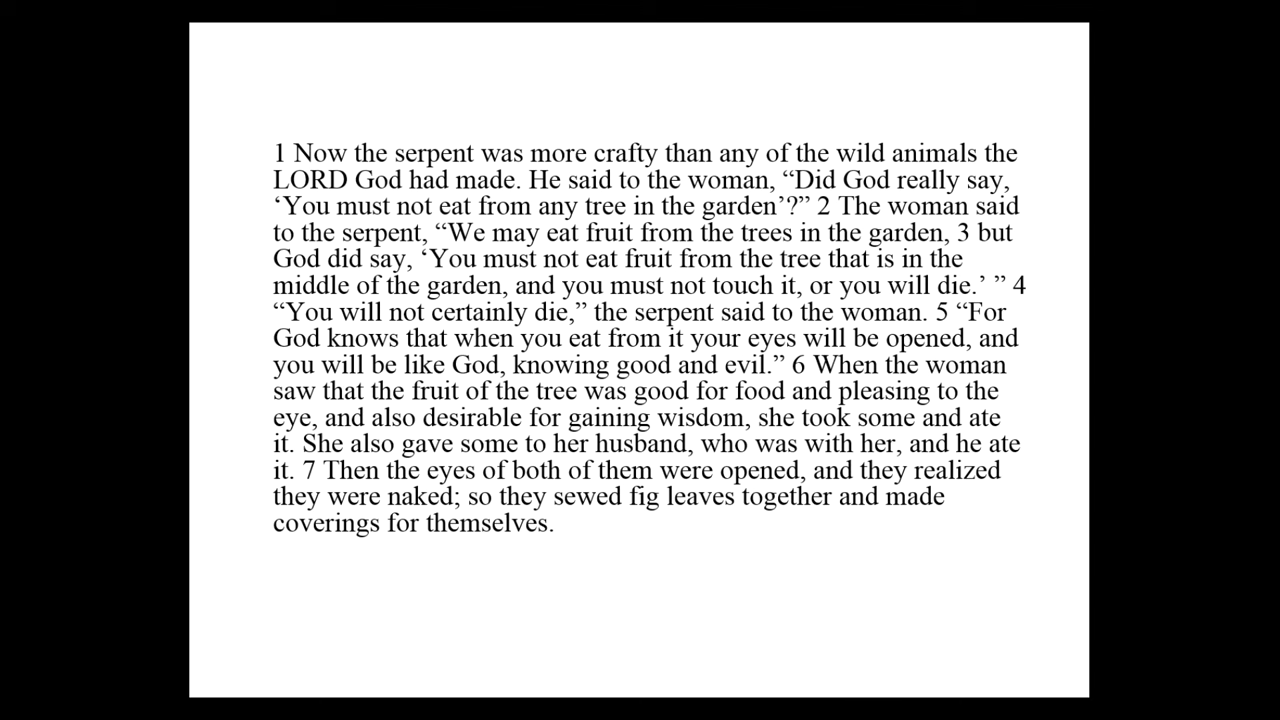 1 Now the serpent was more crafty than any of the wild animals the
LORD God had made. He said to the woman, “Did God really say,
‘You must not eat from any tree in the garden’?” 2 The woman said
to the serpent, “We may eat fruit from the trees in the garden, 3 but
God did say, ‘You must not eat fruit from the tree that is in the
middle of the garden, and you must not touch it, or you will die.’ ” 4
“You will not certainly die,” the serpent said to the woman. 5 “For
God knows that when you eat from it your eyes will be opened, and
you will be like God, knowing good and evil.” 6 When the woman
saw that the fruit of the tree was good for food and pleasing to the
eye, and also desirable for gaining wisdom, she took some and ate
it. She also gave some to her husband, who was with her, and he ate
it. 7 Then the eyes of both of them were opened, and they realized
they were naked; so they sewed fig leaves together and made
coverings for themselves.